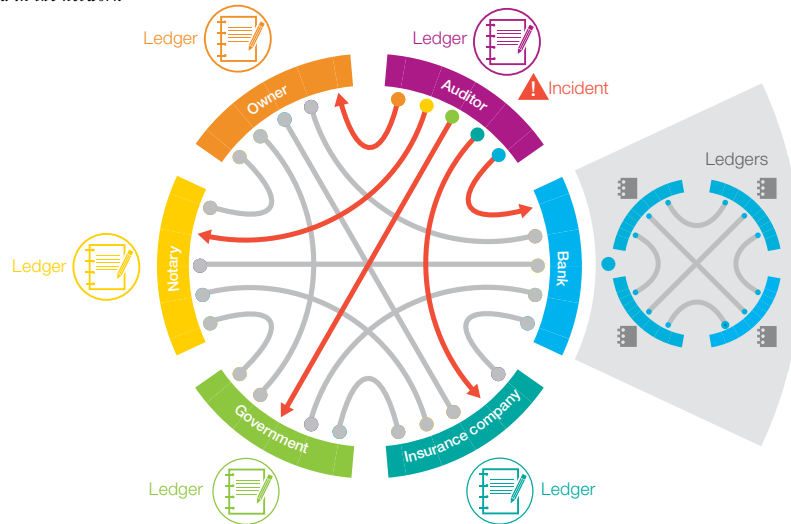 Ledger
Ledger
Incident
Owner
Auditor
Ledgers
Notary
Bank
Ledger
Government
Insurance company
Ledger
Ledger